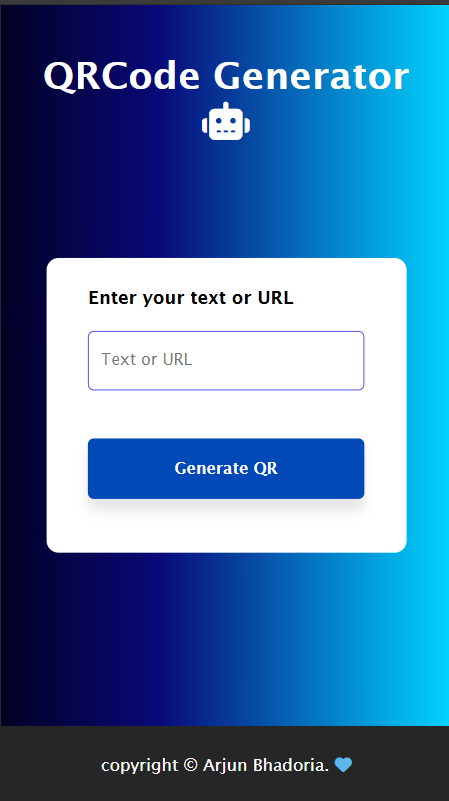 QRCode Generator
Enter your text or URL
Text or URL
Generate QR
copyright © Arjun Bhadoria.